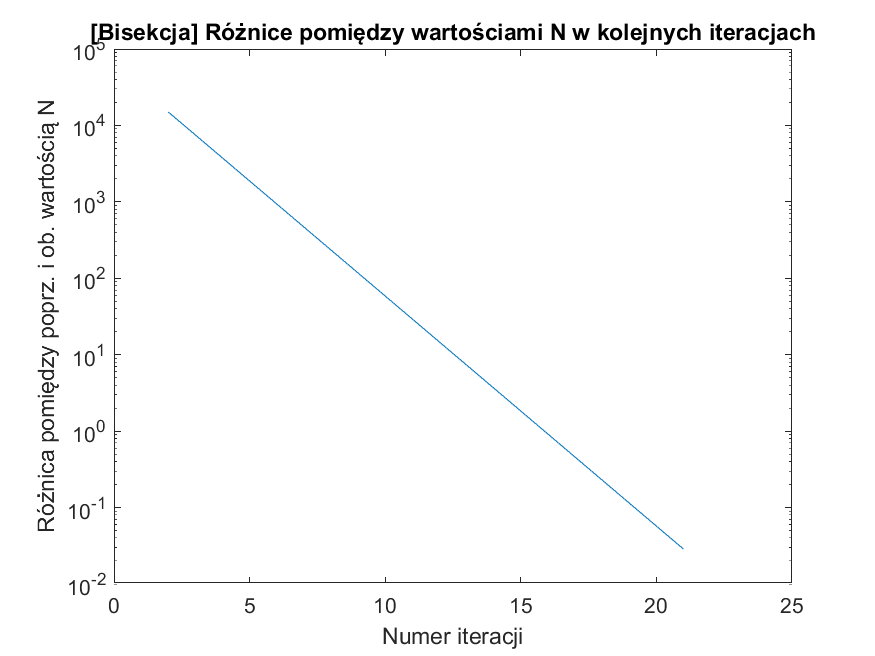 [Bisekcja] Różnice pomiędzy wartościami N w kolejnych iteracjach
Różnica pomiędzy poprz. i ob. wartością N
10^5
10^4
10^3
10^2
10^1
10^0
10^-1
10^-2
0 5 10 15 20 25
Numer iteracji